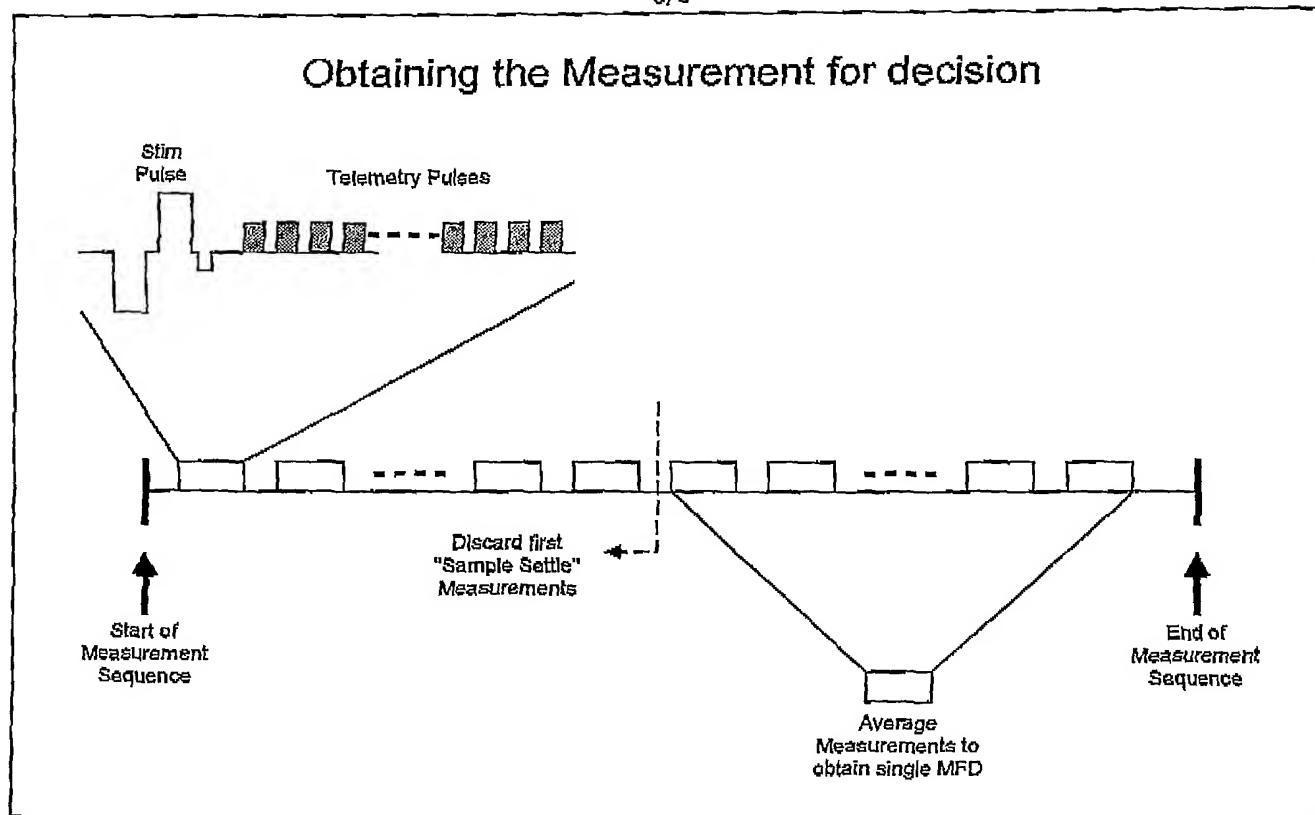 Obtaining the Measurement for decision
Stim
Pulse
Telemetry Pulses
Discard first
"Sample Settle"
Measurements
Start of
Measurement
Sequence
End of
Measurement
Sequence
Average
Measurements to
obtain single MFD